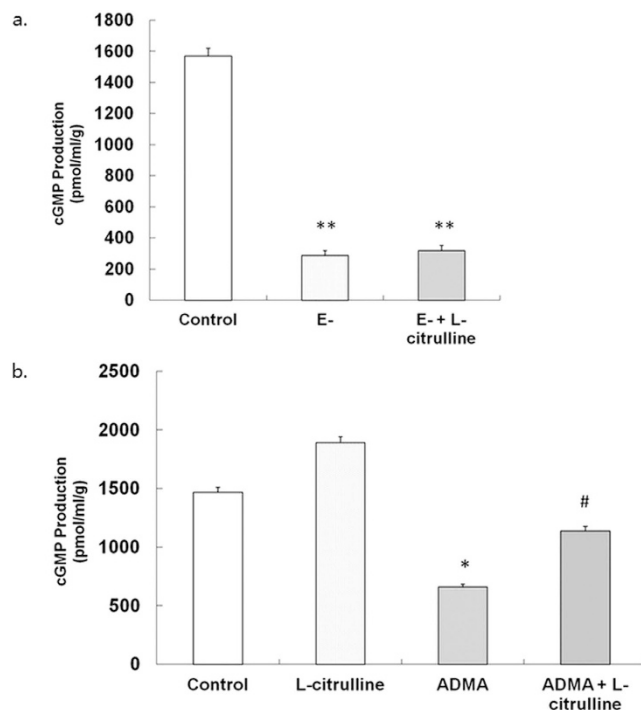 a.
cGMP Production
(pmol/ml/g)
1800
1600
1400
1200
1000
800
600
400
200
0
**
**
Control
E-
E- + L-
citrulline
b.
cGMP Production
(pmol/ml/g)
2500
2000
1500
1000
500
0
*
#
Control
L-citrulline
ADMA
ADMA + L-
citrulline